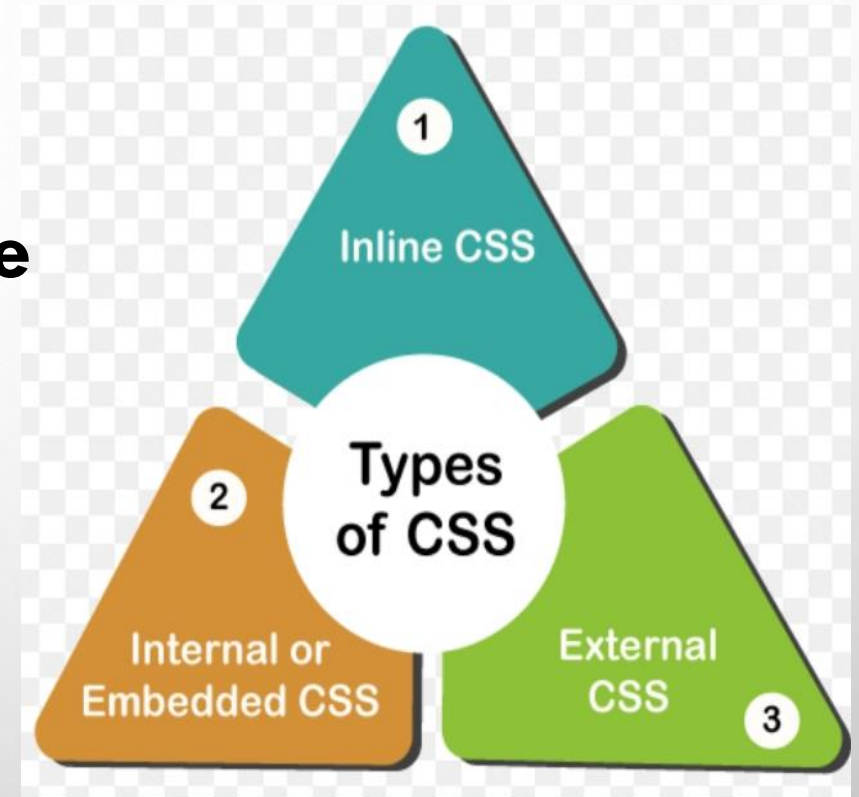 1
Inline CSS
e
Types
of CSS
2
Internal or
Embedded CSS
External
CSS
3